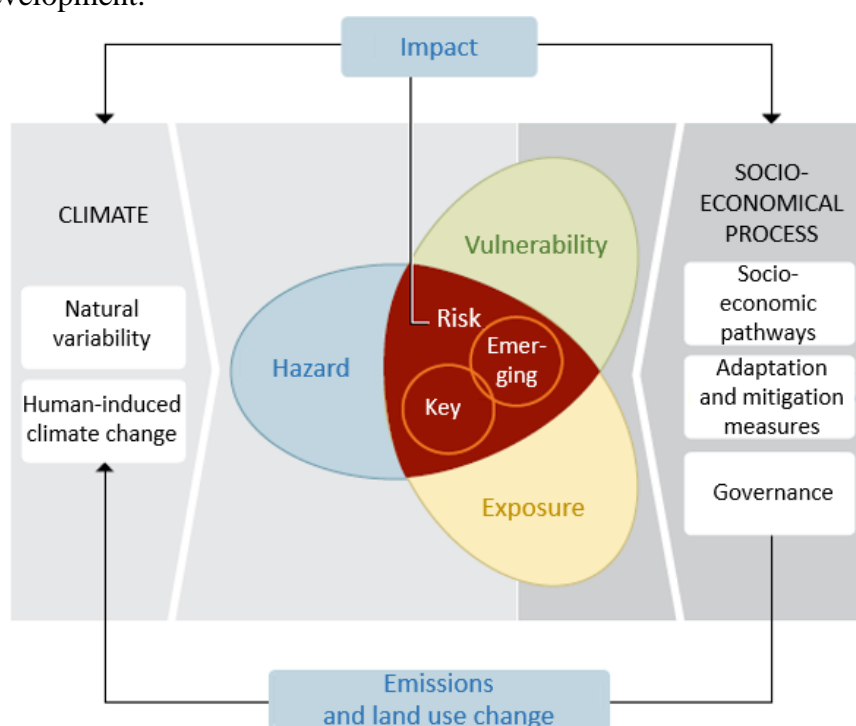 evelopment.
Impact
CLIMATE
Natural
variability
Human-induced
climate change
Hazard
Vulnerability
Risk
Emer-
ging
Key
Exposure
SOCIO-
ECONOMICAL
PROCESS
Socio-
economic
pathways
Adaptation
and mitigation
measures
Governance
Emissions
and land use change